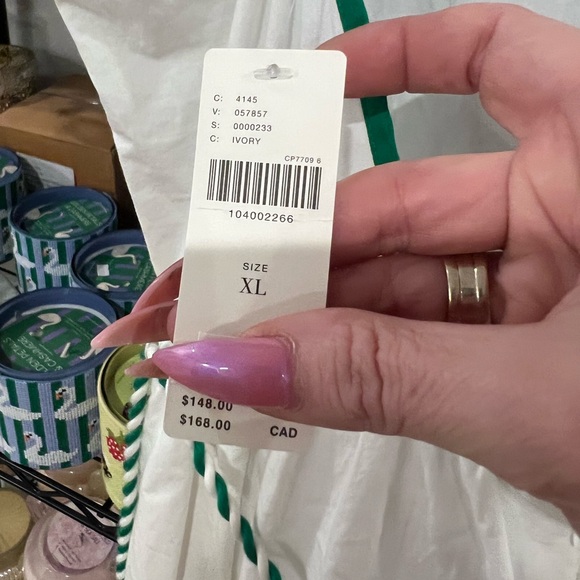 C: 4145
V: 057857
S: 0000233
C: IVORY
CP7709 6
104002266
SIZE
XL
$148.00
$168.00 CAD